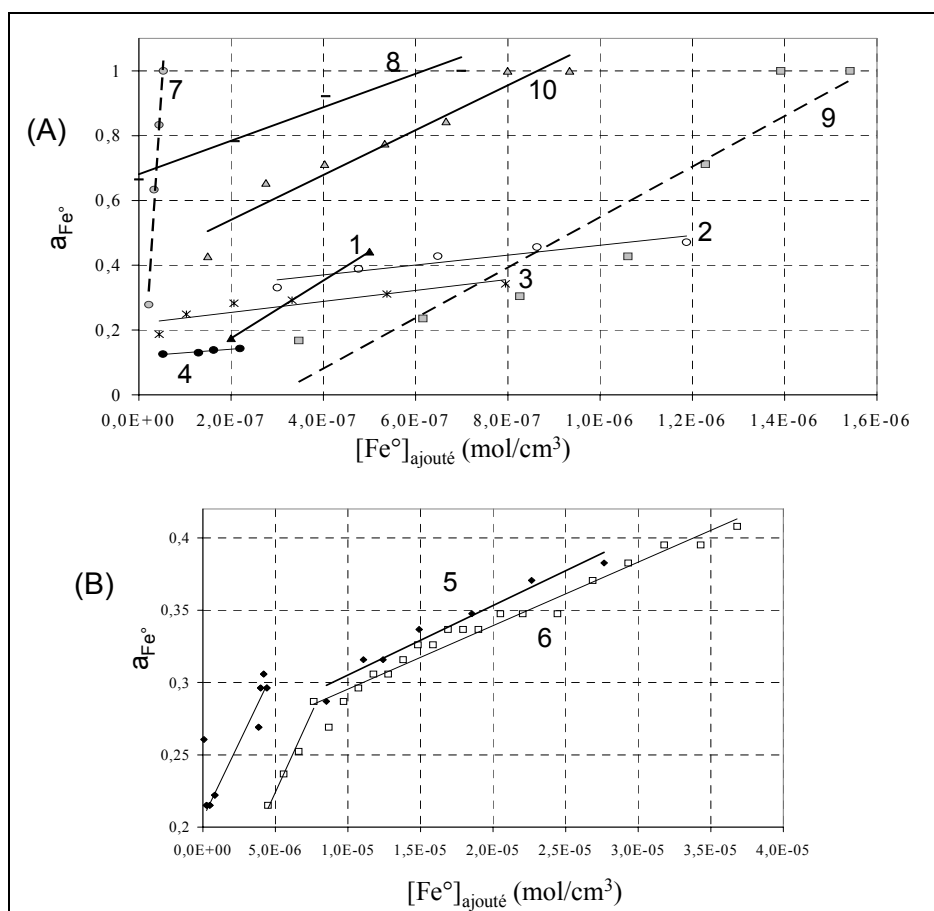 (A)
a_Fe°
1
0,8
0,6
0,4
0,2
0
7
8
10
9
1
2
3
4
0,0E+00 2,0E-07 4,0E-07 6,0E-07 8,0E-07 1,0E-06 1,2E-06 1,4E-06 1,6E-06
[Fe°]ajouté (mol/cm³)
(B)
a_Fe°
0,4
0,35
0,3
0,25
0,2
5
6
0,0E+00 5,0E-06 1,0E-05 1,5E-05 2,0E-05 2,5E-05 3,0E-05 3,5E-05 4,0E-05
[Fe°]ajouté (mol/cm³)